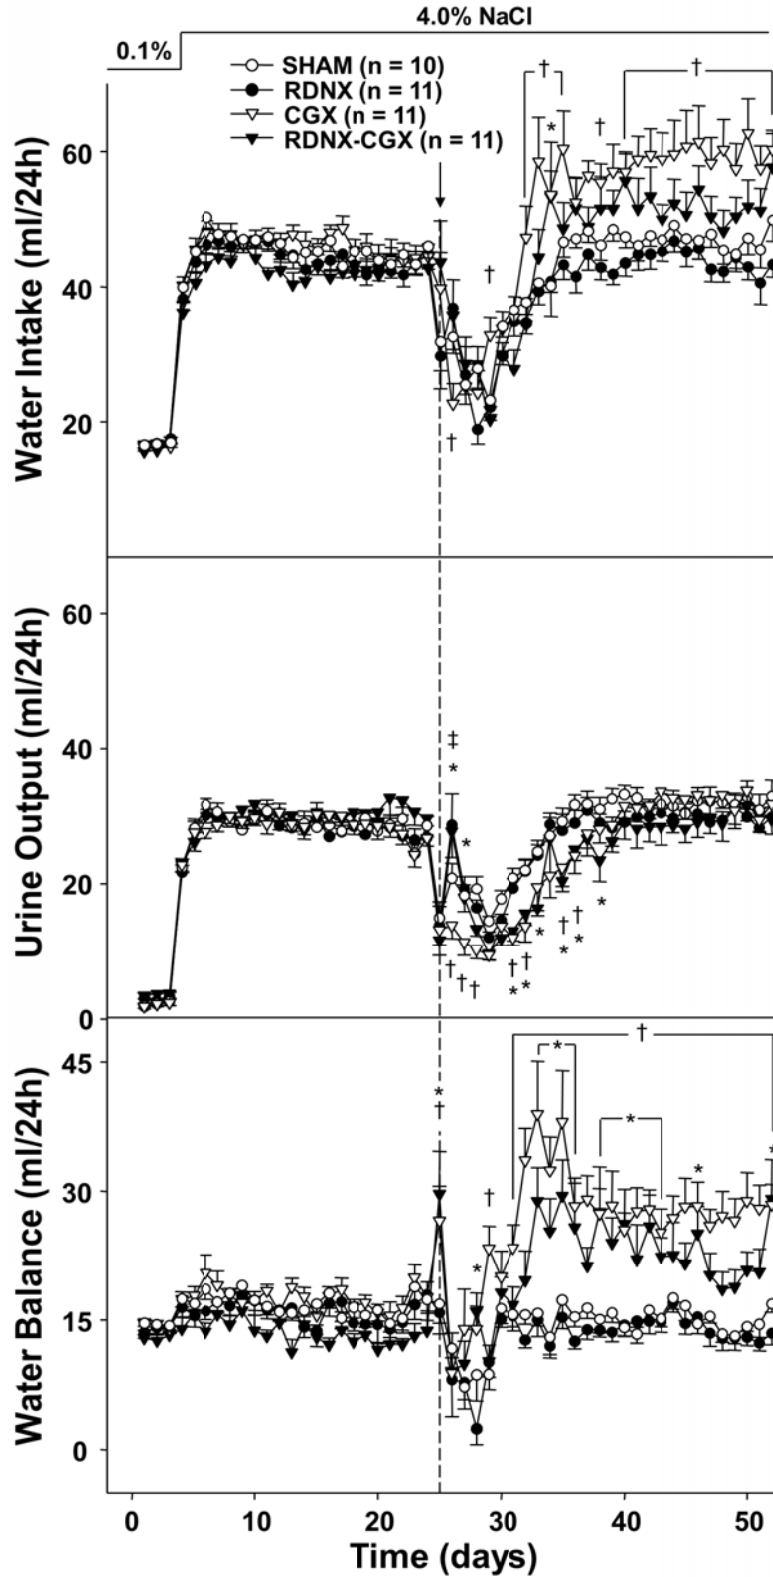 4.0% NaCl
0.1%
SHAM (n = 10)
RDNX (n = 11)
CGX (n = 11)
RDNX-CGX (n = 11)
† †
* †
60
†
40
20
†
Water Intake (ml/24h)
60
40
‡
*
*
20
† *
* † †
† † † † *
* *
0
Urine Output (ml/24h)
45
†
*
*
†
*
30
†
*
*
*
15
0
Water Balance (ml/24h)
0 10 20 30 40 50
Time (days)